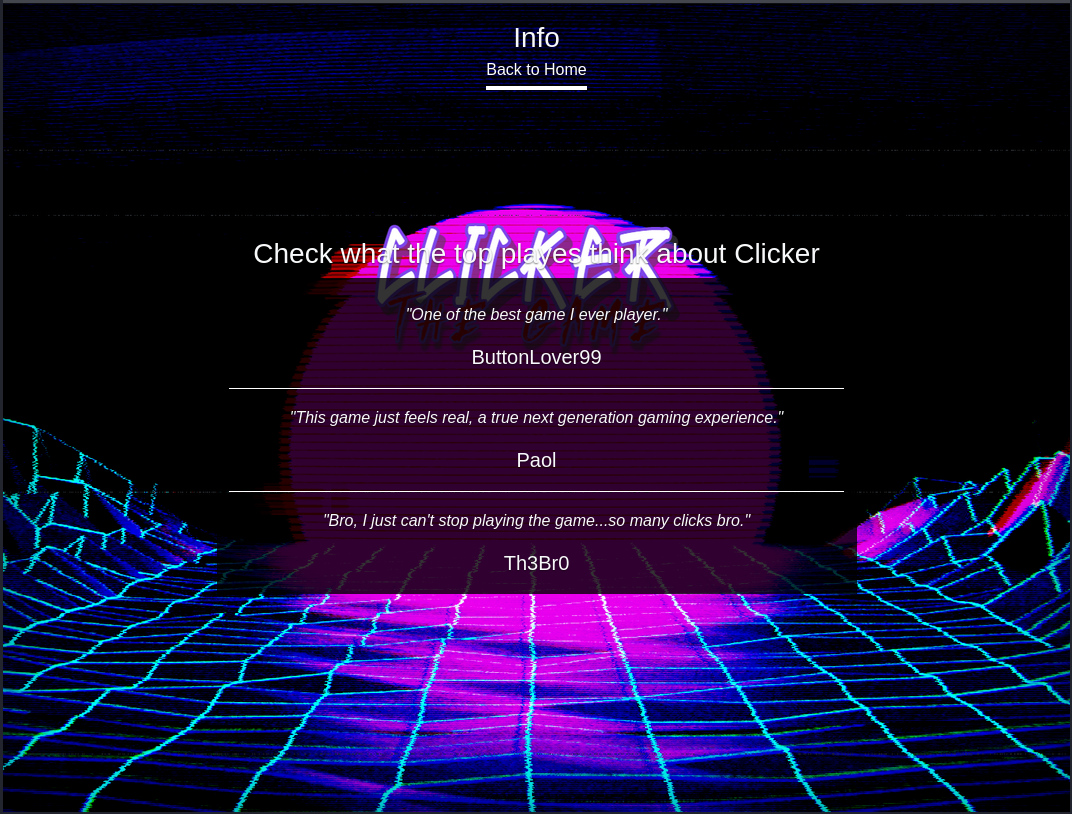 Info
Back to Home
CLICKER
Check what the top playes think about Clicker
THE GAME
"One of the best game I ever player."
ButtonLover99
"This game just feels real, a true next generation gaming experience."
Paol
"Bro, I just can't stop playing the game...so many clicks bro."
Th3Br0